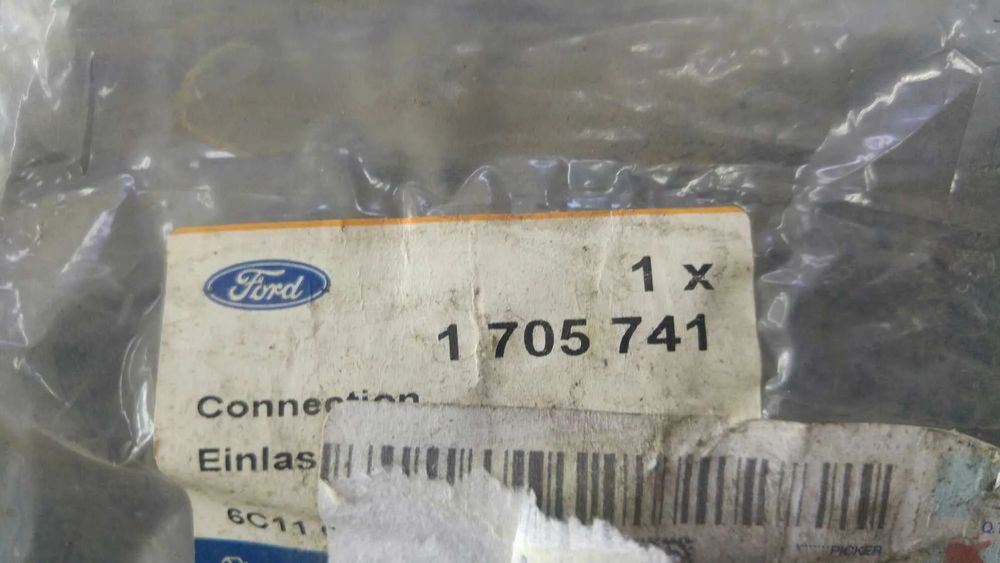 Ford
1 x
1 705 741
Connection
Einlas
6C11
PICKER
Q.